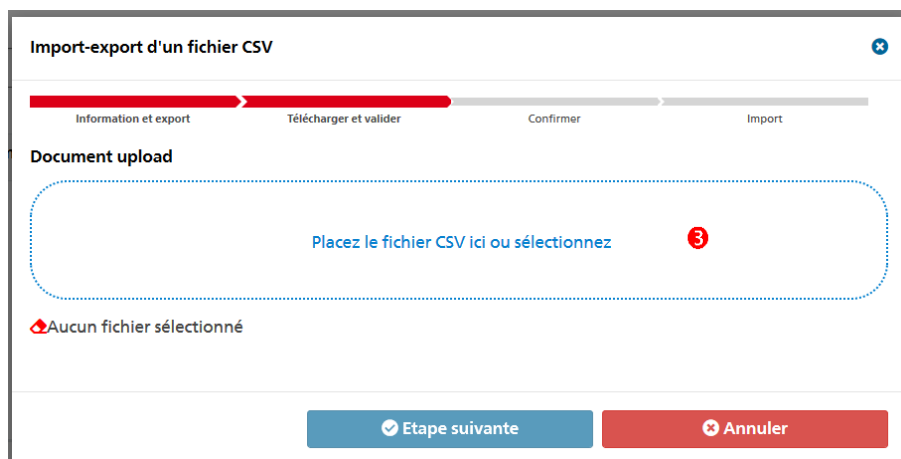 Import-export d'un fichier CSV
Information et export
Télécharger et valider
Confirmer
Import
Document upload
Placez le fichier CSV ici ou sélectionnez
3
Aucun fichier sélectionné
Etape suivante
Annuler